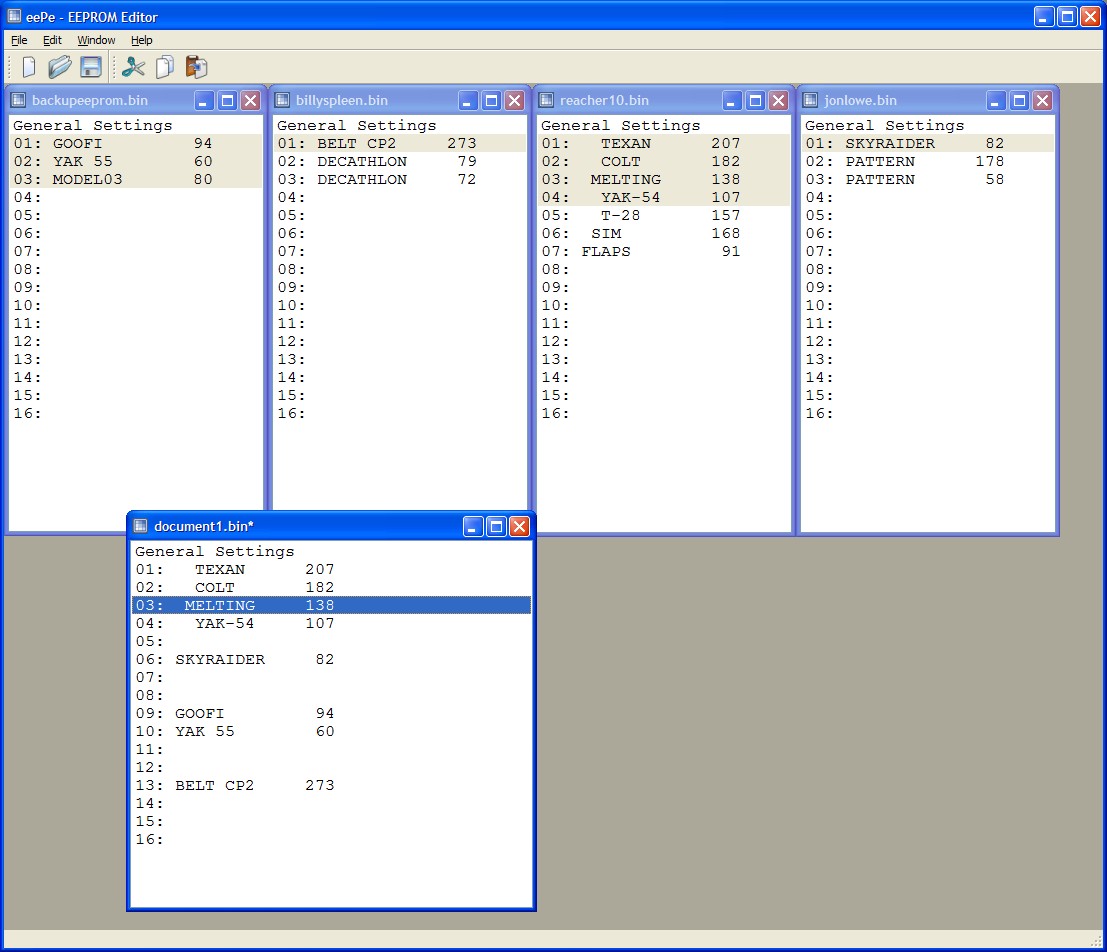 eePe - EEPROM Editor
File Edit Window Help
backupeeprom.bin
General Settings
01: GOOFI 94
02: YAK 55 60
03: MODEL03 80
04:
05:
06:
07:
08:
09:
10:
11:
12:
13:
14:
15:
16:
billyspleen.bin
General Settings
01: BELT CP2 273
02: DECATHLON 79
03: DECATHLON 72
04:
05:
06:
07:
08:
09:
10:
11:
12:
13:
14:
15:
16:
reacher10.bin
General Settings
01: TEXAN 207
02: COLT 182
03: MELTING 138
04: YAK-54 107
05: T-28 157
06: SIM 168
07: FLAPS 91
08:
09:
10:
11:
12:
13:
14:
15:
16:
jonlowe.bin
General Settings
01: SKYRAIDER 82
02: PATTERN 178
03: PATTERN 58
04:
05:
06:
07:
08:
09:
10:
11:
12:
13:
14:
15:
16:
document1.bin*
General Settings
01: TEXAN 207
02: COLT 182
03: MELTING 138
04: YAK-54 107
05:
06: SKYRAIDER 82
07:
08:
09: GOOFI 94
10: YAK 55 60
11:
12:
13: BELT CP2 273
14:
15:
16: